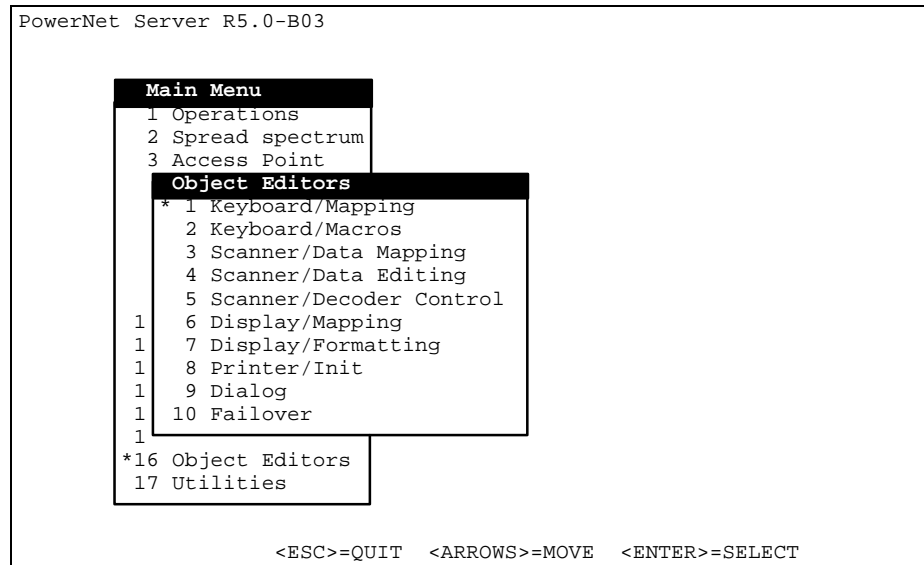 PowerNet Server R5.0-B03
Main Menu
1 Operations
2 Spread spectrum
3 Access Point
Object Editors
* 1 Keyboard/Mapping
2 Keyboard/Macros
3 Scanner/Data Mapping
4 Scanner/Data Editing
5 Scanner/Decoder Control
1 6 Display/Mapping
1 7 Display/Formatting
1 8 Printer/Init
1 9 Dialog
1 10 Failover
1
*16 Object Editors
17 Utilities
<ESC>=QUIT <ARROWS>=MOVE <ENTER>=SELECT